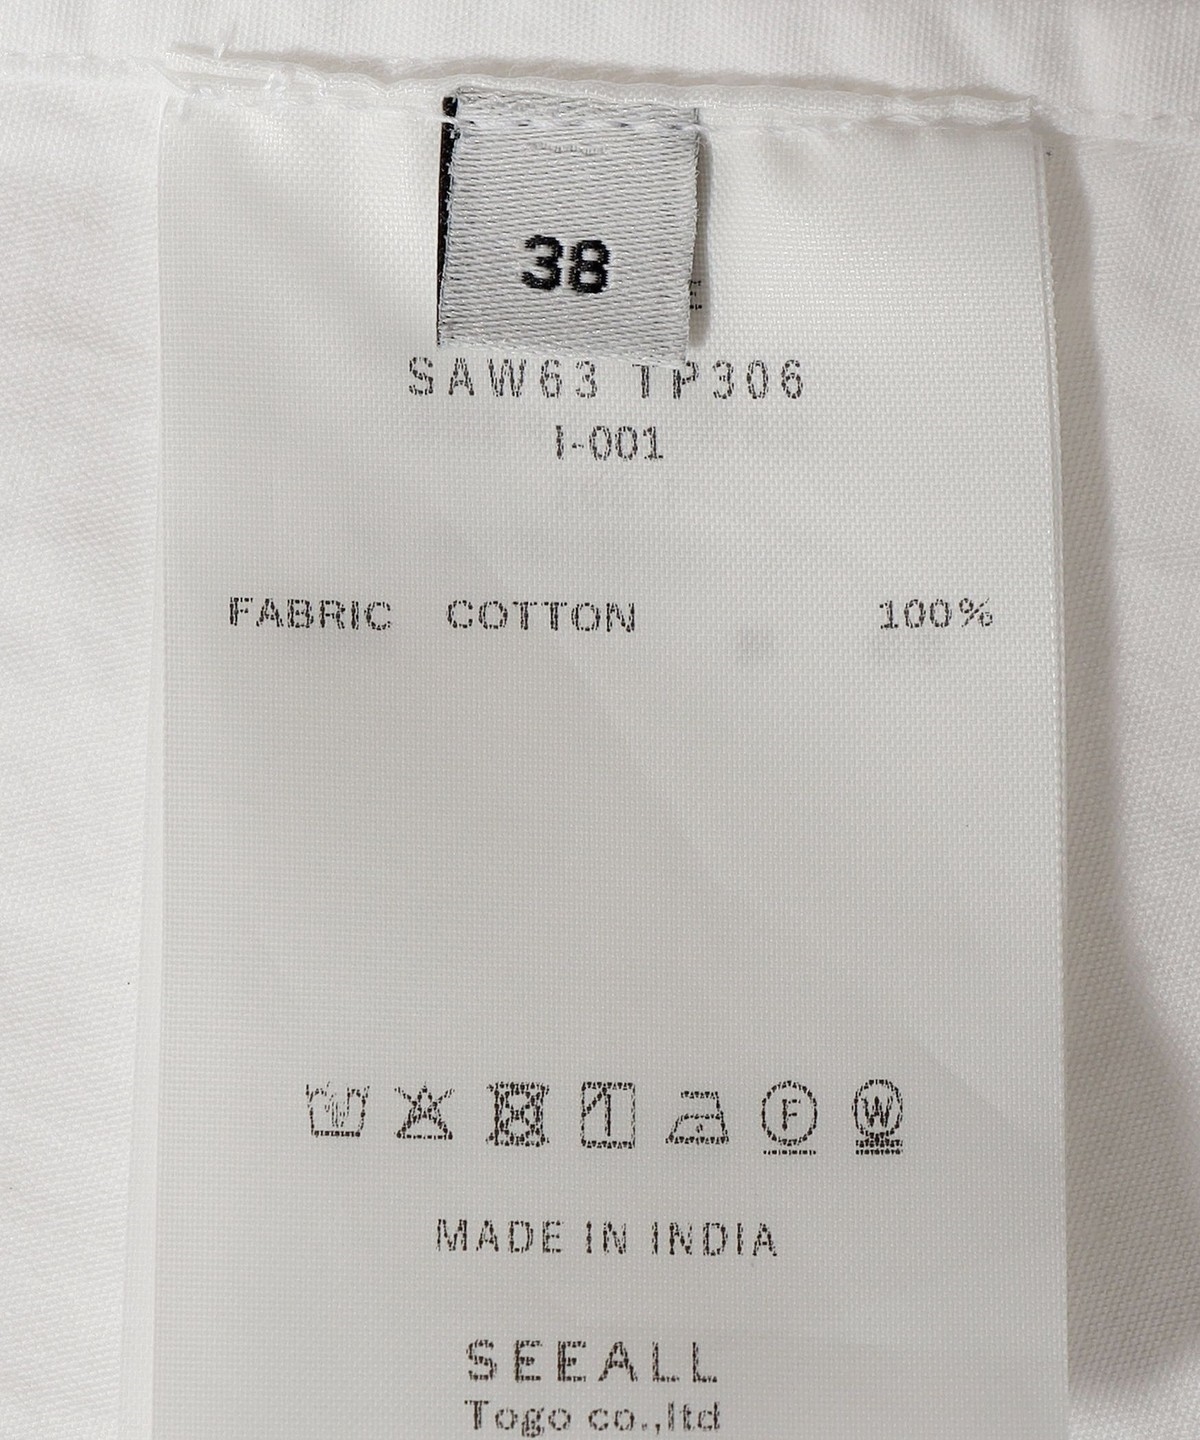 38
E
SAW63 TP306
I-001
FABRIC COTTON 100%
F W
MADE IN INDIA
SEEALL
Togo co.,ltd